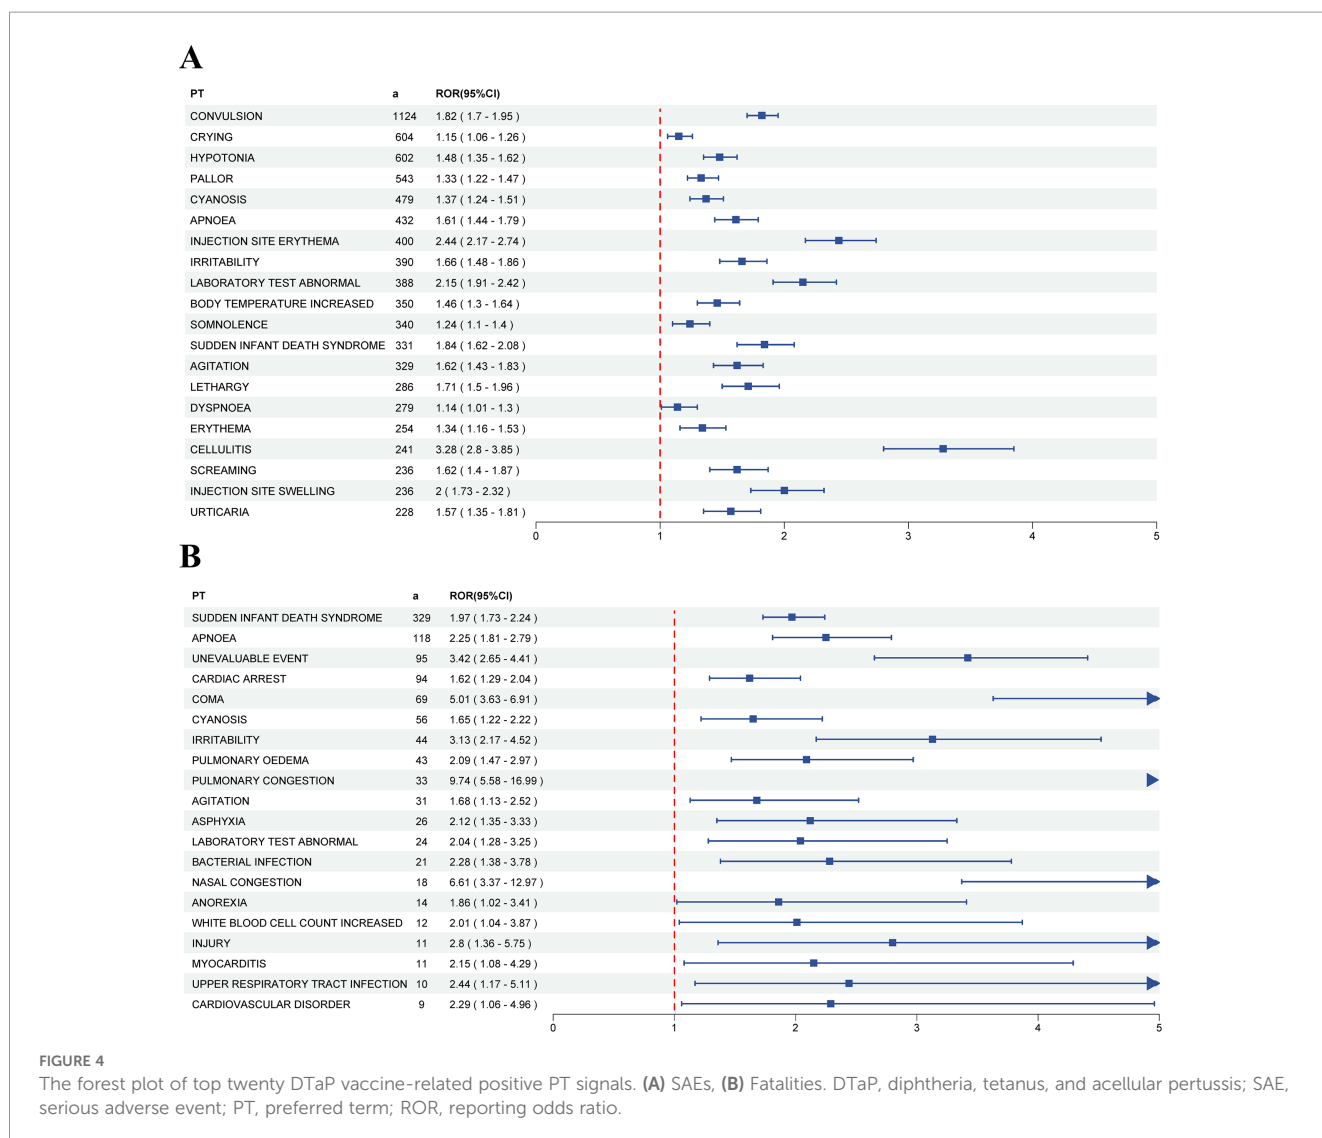 A
PT a ROR(95%CI)
CONVULSION 1124 1.82 ( 1.7 - 1.95 )
CRYING 604 1.15 ( 1.06 - 1.26 )
HYPOTONIA 602 1.48 ( 1.35 - 1.62 )
PALLOR 543 1.33 ( 1.22 - 1.47 )
CYANOSIS 479 1.37 ( 1.24 - 1.51 )
APNOEA 432 1.61 ( 1.44 - 1.79 )
INJECTION SITE ERYTHEMA 400 2.44 ( 2.17 - 2.74 )
IRRITABILITY 390 1.66 ( 1.48 - 1.86 )
LABORATORY TEST ABNORMAL 388 2.15 ( 1.91 - 2.42 )
BODY TEMPERATURE INCREASED 350 1.46 ( 1.3 - 1.64 )
SOMNOLENCE 340 1.24 ( 1.1 - 1.4 )
SUDDEN INFANT DEATH SYNDROME 331 1.84 ( 1.62 - 2.08 )
AGITATION 329 1.62 ( 1.43 - 1.83 )
LETHARGY 286 1.71 ( 1.5 - 1.96 )
DYSPNOEA 279 1.14 ( 1.01 - 1.3 )
ERYTHEMA 254 1.34 ( 1.16 - 1.53 )
CELLULITIS 241 3.28 ( 2.8 - 3.85 )
SCREAMING 236 1.62 ( 1.4 - 1.87 )
INJECTION SITE SWELLING 236 2 ( 1.73 - 2.32 )
URTICARIA 228 1.57 ( 1.35 - 1.81 )
0 1 2 3 4 5
B
PT a ROR(95%CI)
SUDDEN INFANT DEATH SYNDROME 329 1.97 ( 1.73 - 2.24 )
APNOEA 118 2.25 ( 1.81 - 2.79 )
UNEVALUABLE EVENT 95 3.42 ( 2.65 - 4.41 )
CARDIAC ARREST 94 1.62 ( 1.29 - 2.04 )
COMA 69 5.01 ( 3.63 - 6.91 )
CYANOSIS 56 1.65 ( 1.22 - 2.22 )
IRRITABILITY 44 3.13 ( 2.17 - 4.52 )
PULMONARY OEDEMA 43 2.09 ( 1.47 - 2.97 )
PULMONARY CONGESTION 33 9.74 ( 5.58 - 16.99 )
AGITATION 31 1.68 ( 1.13 - 2.52 )
ASPHYXIA 26 2.12 ( 1.35 - 3.33 )
LABORATORY TEST ABNORMAL 24 2.04 ( 1.28 - 3.25 )
BACTERIAL INFECTION 21 2.28 ( 1.38 - 3.78 )
NASAL CONGESTION 18 6.61 ( 3.37 - 12.97 )
ANOREXIA 14 1.86 ( 1.02 - 3.41 )
WHITE BLOOD CELL COUNT INCREASED 12 2.01 ( 1.04 - 3.87 )
INJURY 11 2.8 ( 1.36 - 5.75 )
MYOCARDITIS 11 2.15 ( 1.08 - 4.29 )
UPPER RESPIRATORY TRACT INFECTION 10 2.44 ( 1.17 - 5.11 )
CARDIOVASCULAR DISORDER 9 2.29 ( 1.06 - 4.96 )
0 1 2 3 4 5
FIGURE 4
The forest plot of top twenty DTaP vaccine-related positive PT signals. (A) SAEs, (B) Fatalities. DTaP, diphtheria, tetanus, and acellular pertussis; SAE,
serious adverse event; PT, preferred term; ROR, reporting odds ratio.